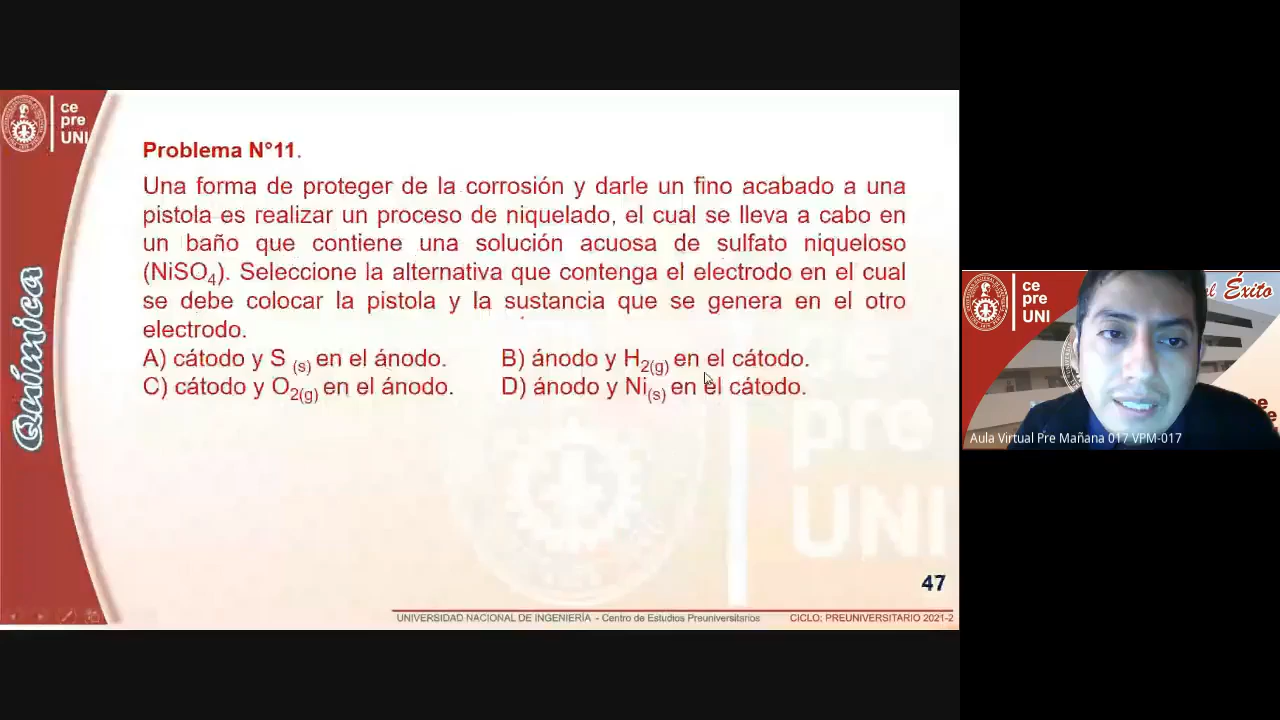 ce
pre
UNI
Problema N°11.
Una forma de proteger de la corrosión y darle un fino acabado a una
pistola es realizar un proceso de niquelado, el cual se lleva a cabo en
un baño que contiene una solución acuosa de sulfato niqueloso
(NiSO4). Seleccione la alternativa que contenga el electrodo en el cual
se debe colocar la pistola y la sustancia que se genera en el otro
electrodo.
A) cátodo y S (s) en el ánodo. B) ánodo y H2(g) en el cátodo.
C) cátodo y O2(g) en el ánodo. D) ánodo y Ni(s) en el cátodo.
Química
pre
UNI
47
UNIVERSIDAD NACIONAL DE INGENIERÍA - Centro de Estudios Preuniversitarios CICLO: PREUNIVERSITARIO 2021-2
ce
pre
UNI
al Éxito
Aula Virtual Pre Mañana 017 VPM-017